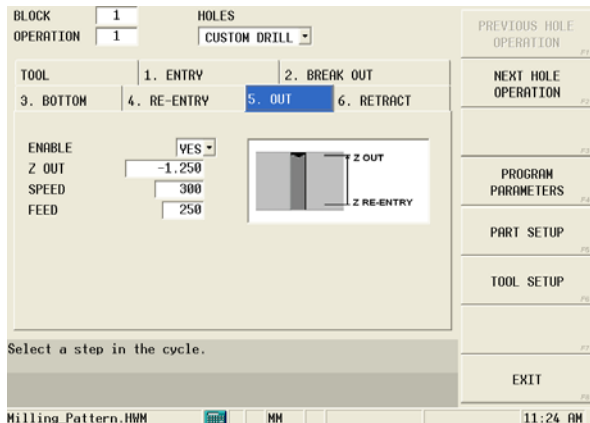 BLOCK 1 HOLES
OPERATION 1 CUSTOM DRILL
TOOL 1. ENTRY 2. BREAK OUT
3. BOTTOM 4. RE-ENTRY 5. OUT 6. RETRACT
ENABLE YES
Z OUT -1.250
SPEED 300
FEED 250
Z OUT
Z RE-ENTRY
Select a step in the cycle.
PREVIOUS HOLE
OPERATION
F1
NEXT HOLE
OPERATION
F2
F3
PROGRAM
PARAMETERS
F4
PART SETUP
F5
TOOL SETUP
F6
F7
EXIT
F8
Milling Pattern.HWM MM 11:24 AM